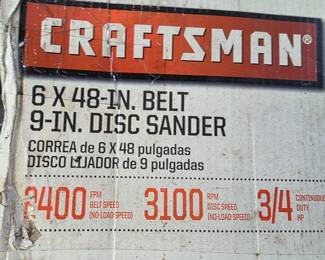 CRAFTSMAN®
6 X 48-IN. BELT
9-IN. DISC SANDER
CORREA de 6 X 48 pulgadas
DISCO LIJADOR de 9 pulgadas
2400 FPM BELT SPEED (NO-LOAD SPEED) 3100 RPM DISC SPEED (NO-LOAD SPEED) 3/4 CONTINUOUS DUTY HP